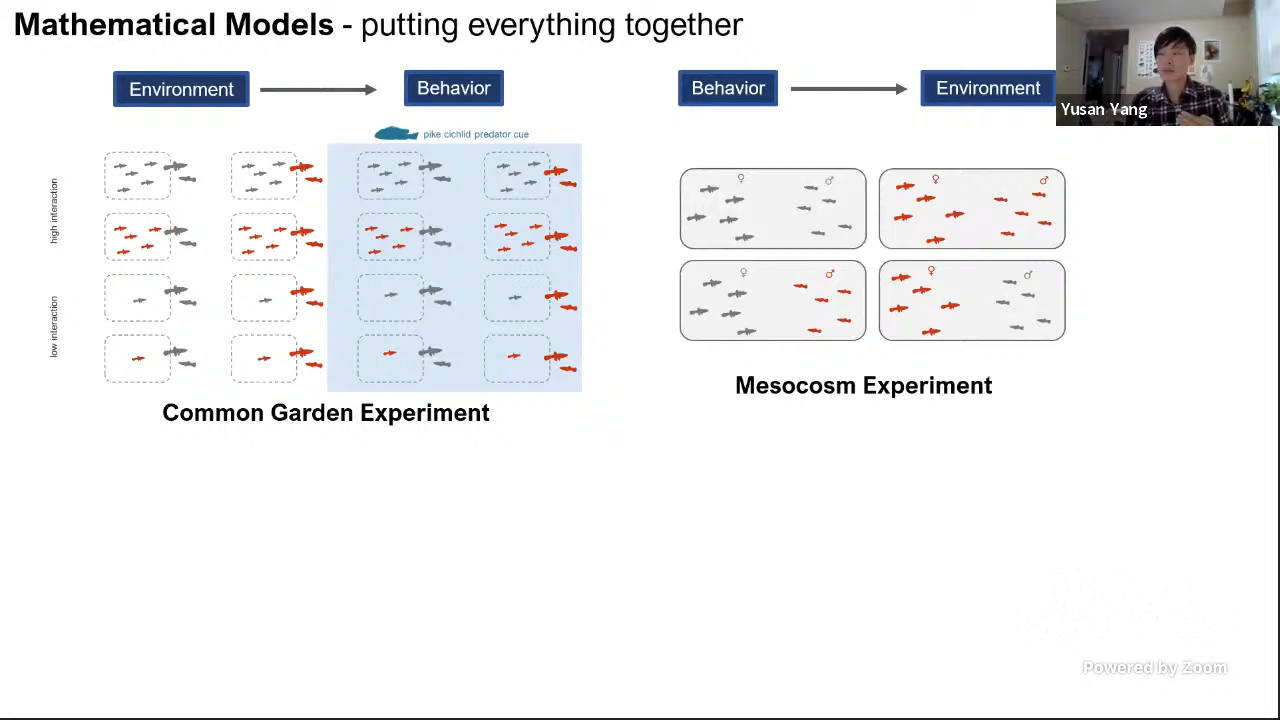 Mathematical Models - putting everything together
Environment
Behavior
Behavior
Environment
Yusan Yang
pike cichlid predator cue
high interaction
low interaction
♀
♂
♀
♂
♀
♂
♀
♂
Common Garden Experiment
Mesocosm Experiment
Powered by Zoom